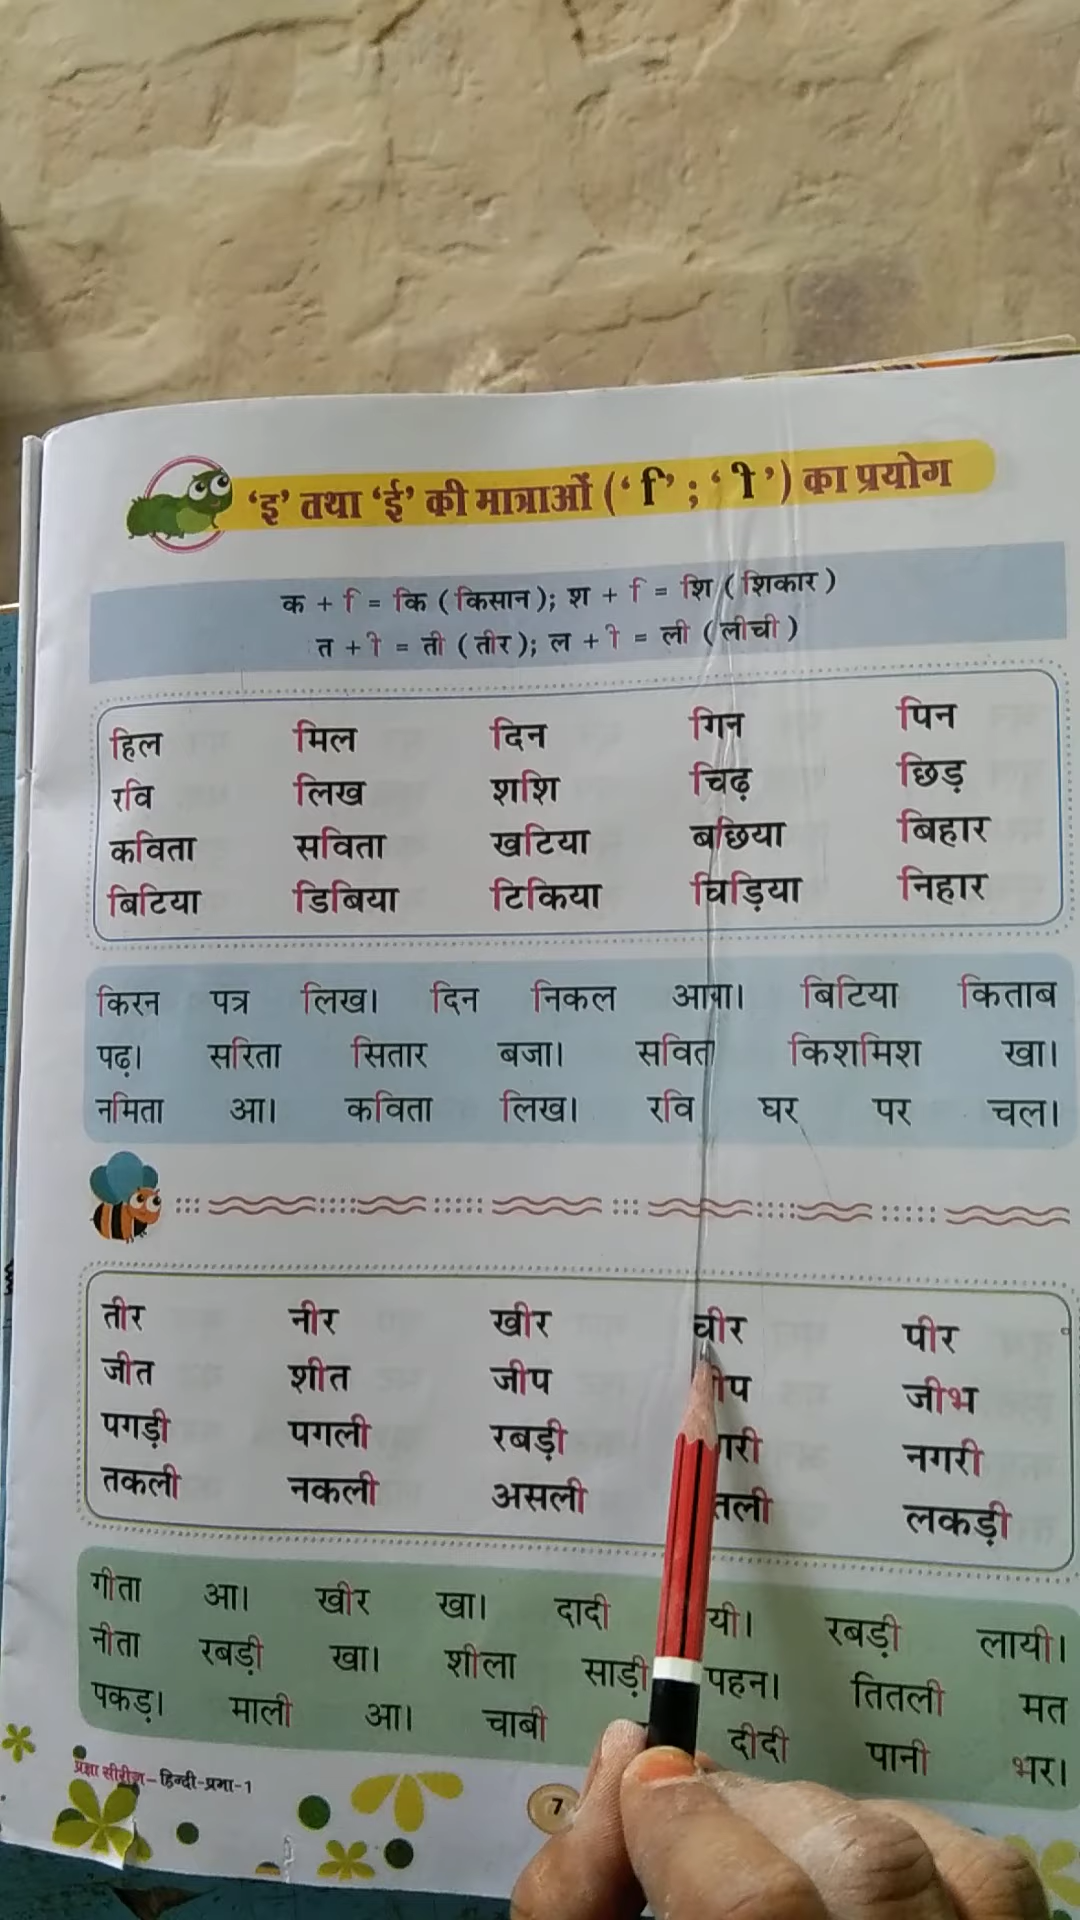 ‘इ’ तथा ‘ई’ की मात्राओं (‘ ि’ ; ‘ ी’) का प्रयोग
क + ि = कि (किसान); श + ि = शि (शिकार)
त + ी = ती (तीर); ल + ी = ली (लीची)
हिल मिल दिन गिन पिन
रवि लिख शशि चिढ़ छिड़
कविता सविता खटिया बछिया बिहार
बिटिया डिबिया टिकिया चिड़िया निहार
किरन पत्र लिख। दिन निकल आया। बिटिया किताब
पढ़। सरिता सितार बजा। सविता किशमिश खा।
नमिता आ। कविता लिख। रवि घर पर चल।
तीर नीर खीर चीर पीर
जीत शीत जीप जीभ
पगड़ी पगली रबड़ी नगरी
तकली नकली असली लकड़ी
गीता आ। खीर खा। दादी रबड़ी लायी।
नीता रबड़ी खा। शीला साड़ी पहन। तितली मत
पकड़। माली आ। चाबी दीदी पानी भर।
प्रज्ञा सीरीज़–हिन्दी-प्रभा-1
7